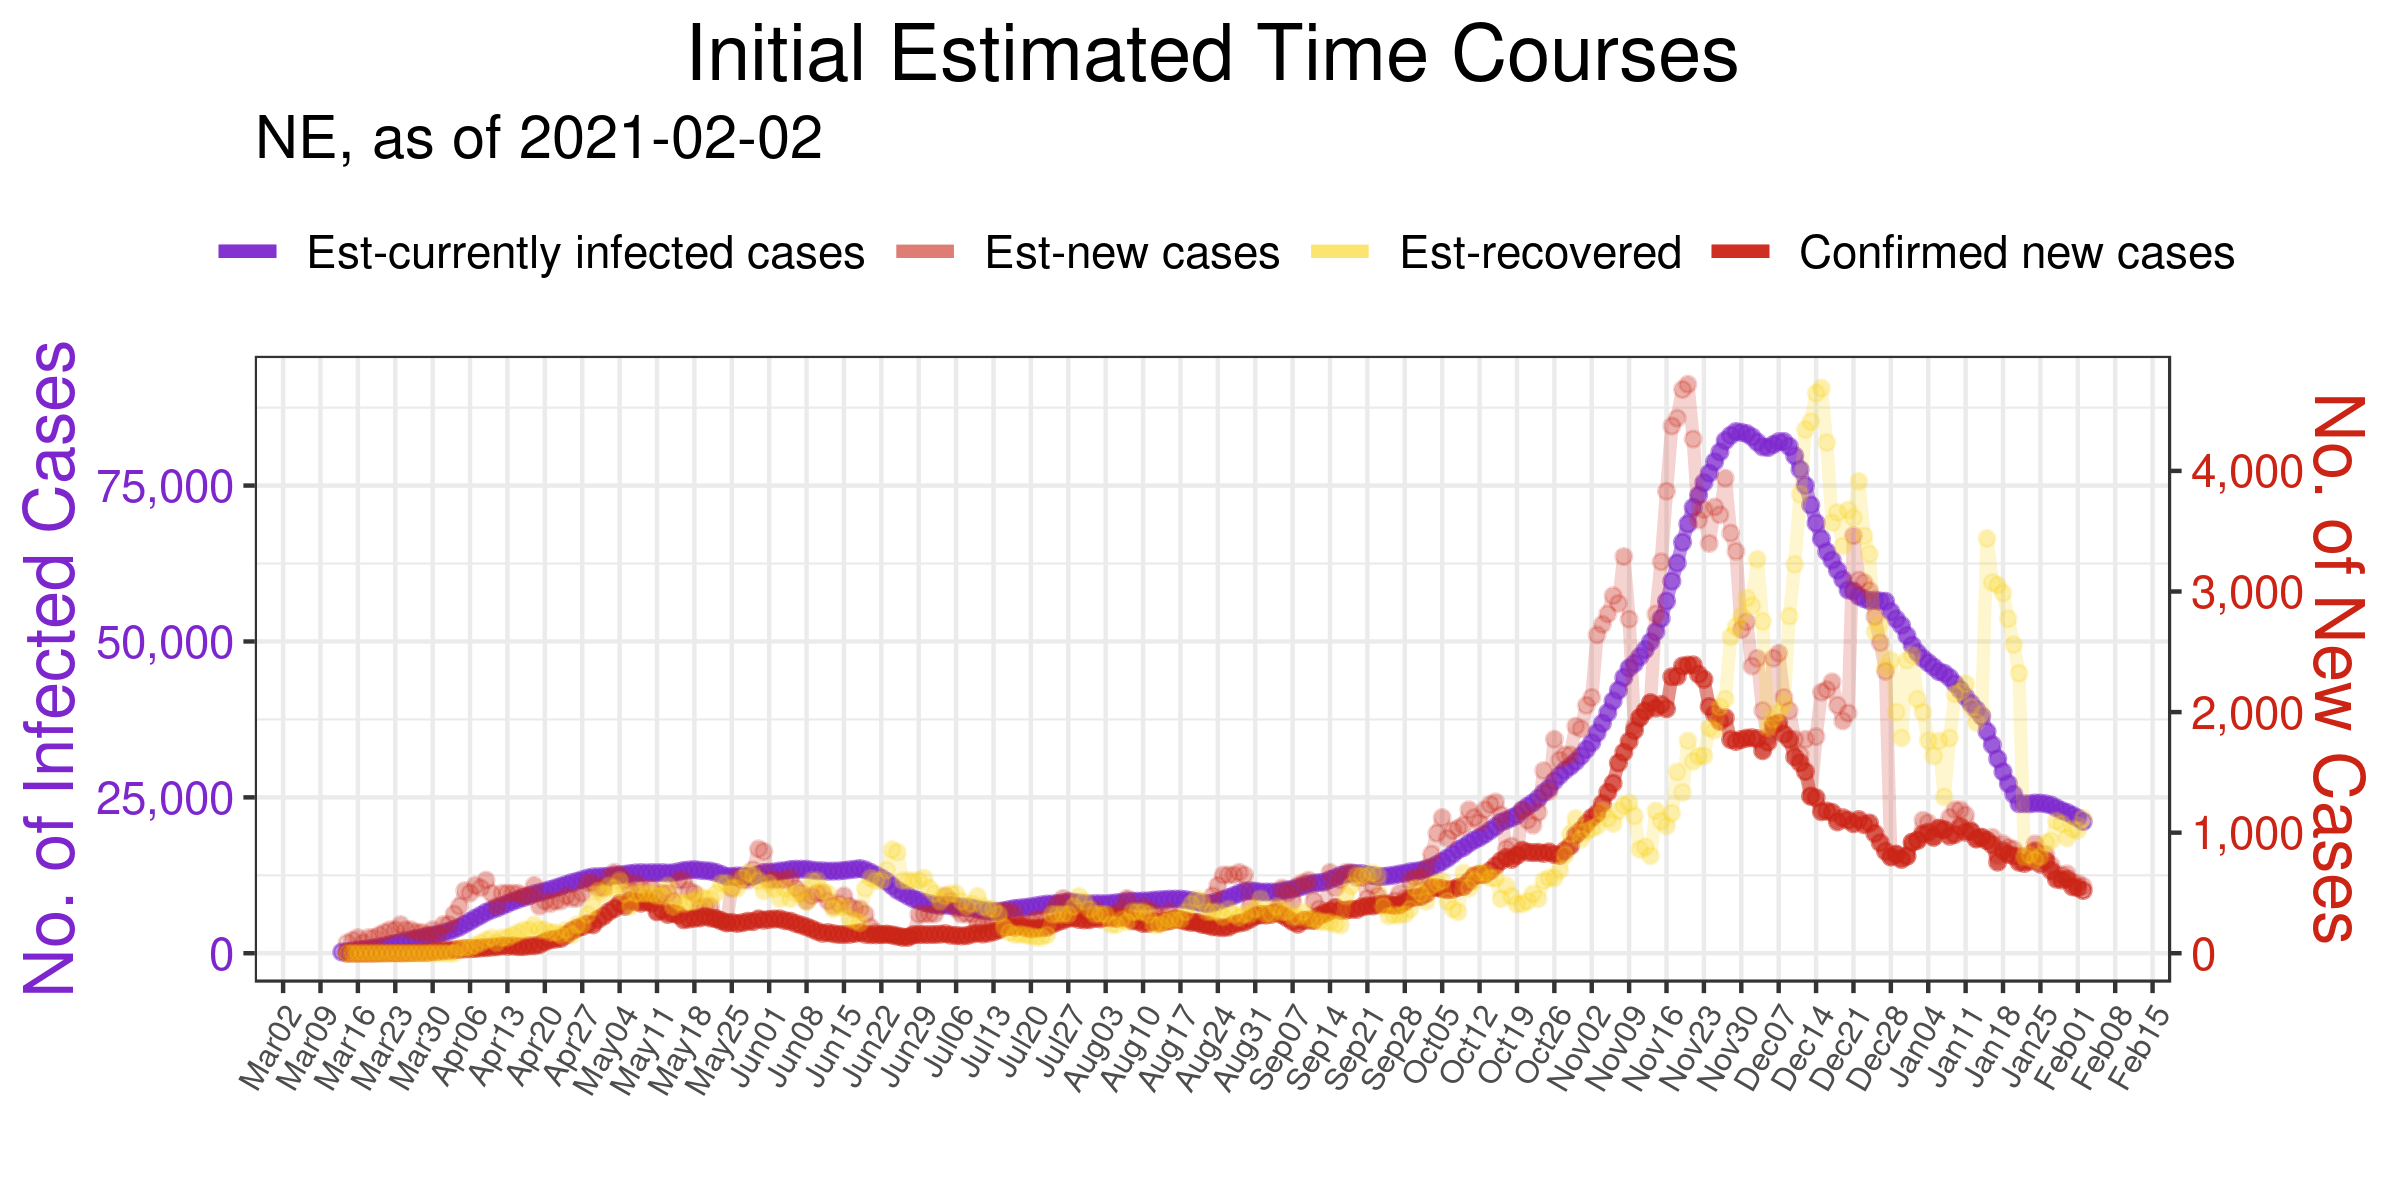 Initial Estimated Time Courses
NE, as of 2021-02-02
Est-currently infected cases Est-new cases Est-recovered Confirmed new cases
No. of Infected Cases
75,000
50,000
25,000
0
4,000
3,000
2,000
1,000
0
No. of New Cases
Mar02 Mar09 Mar16 Mar23 Mar30 Apr06 Apr13 Apr20 Apr27 May04 May11 May18 May25 Jun01 Jun08 Jun15 Jun22 Jun29 Jul06 Jul13 Jul20 Jul27 Aug03 Aug10 Aug17 Aug24 Aug31 Sep07 Sep14 Sep21 Sep28 Oct05 Oct12 Oct19 Oct26 Nov02 Nov09 Nov16 Nov23 Nov30 Dec07 Dec14 Dec21 Dec28 Jan04 Jan11 Jan18 Jan25 Feb01 Feb08 Feb15